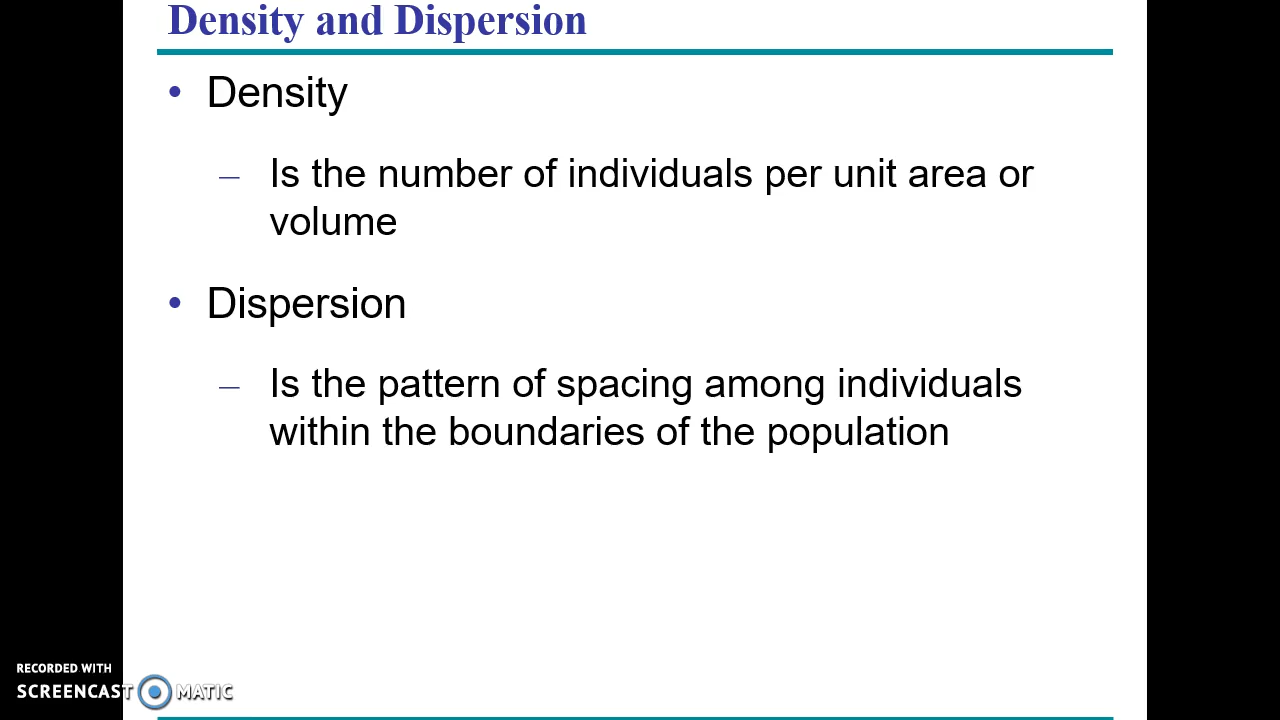 Density and Dispersion
• Density
– Is the number of individuals per unit area or
volume
• Dispersion
– Is the pattern of spacing among individuals
within the boundaries of the population
RECORDED WITH
SCREENCAST MATIC